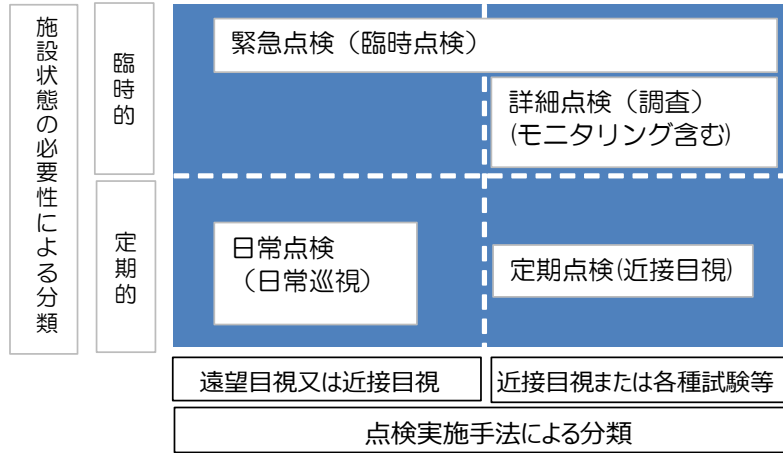 施設状態の必要性による分類
臨時的
定期的
緊急点検（臨時点検）
詳細点検（調査）
(モニタリング含む)
日常点検
（日常巡視）
定期点検(近接目視)
遠望目視又は近接目視
近接目視または各種試験等
点検実施手法による分類